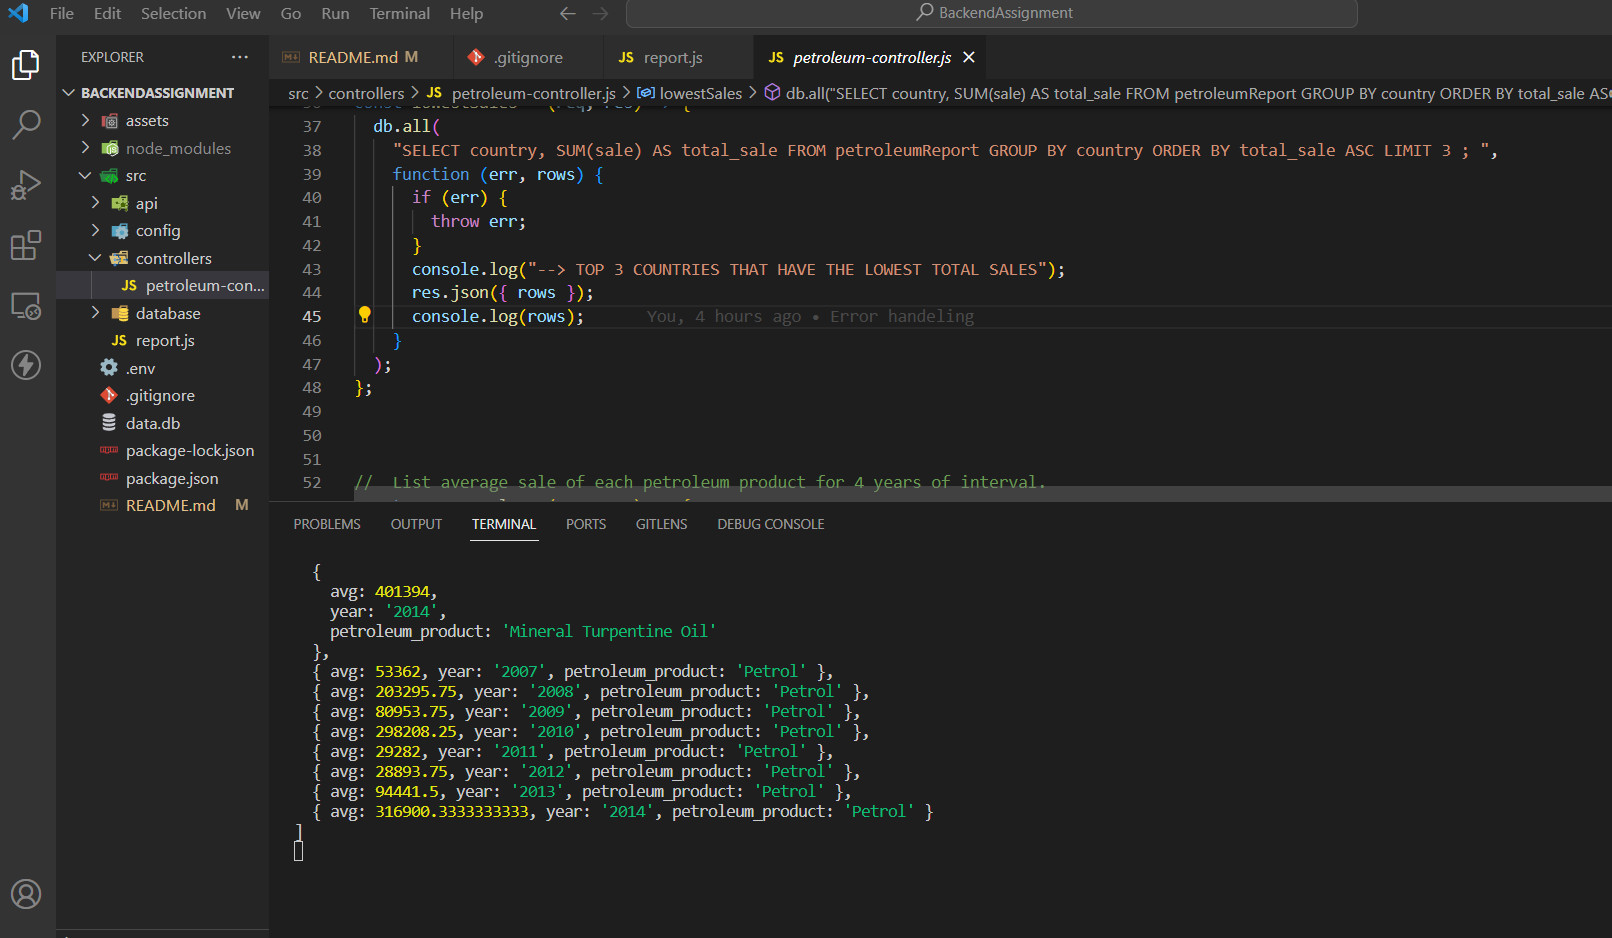 File Edit Selection View Go Run Terminal Help
BackendAssignment
EXPLORER
README.md M
.gitignore
JS report.js
JS petroleum-controller.js
src > controllers > JS petroleum-controller.js > lowestSales > db.all("SELECT country, SUM(sale) AS total_sale FROM petroleumReport GROUP BY country ORDER BY total_sale AS
BACKENDASSIGNMENT
assets
node_modules
src
api
config
controllers
JS petroleum-con...
database
JS report.js
.env
.gitignore
data.db
package-lock.json
package.json
README.md M
37 db.all(
38 "SELECT country, SUM(sale) AS total_sale FROM petroleumReport GROUP BY country ORDER BY total_sale ASC LIMIT 3 ; ",
39 function (err, rows) {
40 if (err) {
41 throw err;
42 }
43 console.log("--> TOP 3 COUNTRIES THAT HAVE THE LOWEST TOTAL SALES");
44 res.json({ rows });
45 console.log(rows); You, 4 hours ago • Error handeling
46 }
47 );
48 };
49
50
51
52 // List average sale of each petroleum product for 4 years of interval.
PROBLEMS OUTPUT TERMINAL PORTS GITLENS DEBUG CONSOLE
{
avg: 401394,
year: '2014',
petroleum_product: 'Mineral Turpentine Oil'
},
{ avg: 53362, year: '2007', petroleum_product: 'Petrol' },
{ avg: 203295.75, year: '2008', petroleum_product: 'Petrol' },
{ avg: 80953.75, year: '2009', petroleum_product: 'Petrol' },
{ avg: 298208.25, year: '2010', petroleum_product: 'Petrol' },
{ avg: 29282, year: '2011', petroleum_product: 'Petrol' },
{ avg: 28893.75, year: '2012', petroleum_product: 'Petrol' },
{ avg: 94441.5, year: '2013', petroleum_product: 'Petrol' },
{ avg: 316900.3333333333, year: '2014', petroleum_product: 'Petrol' }
]